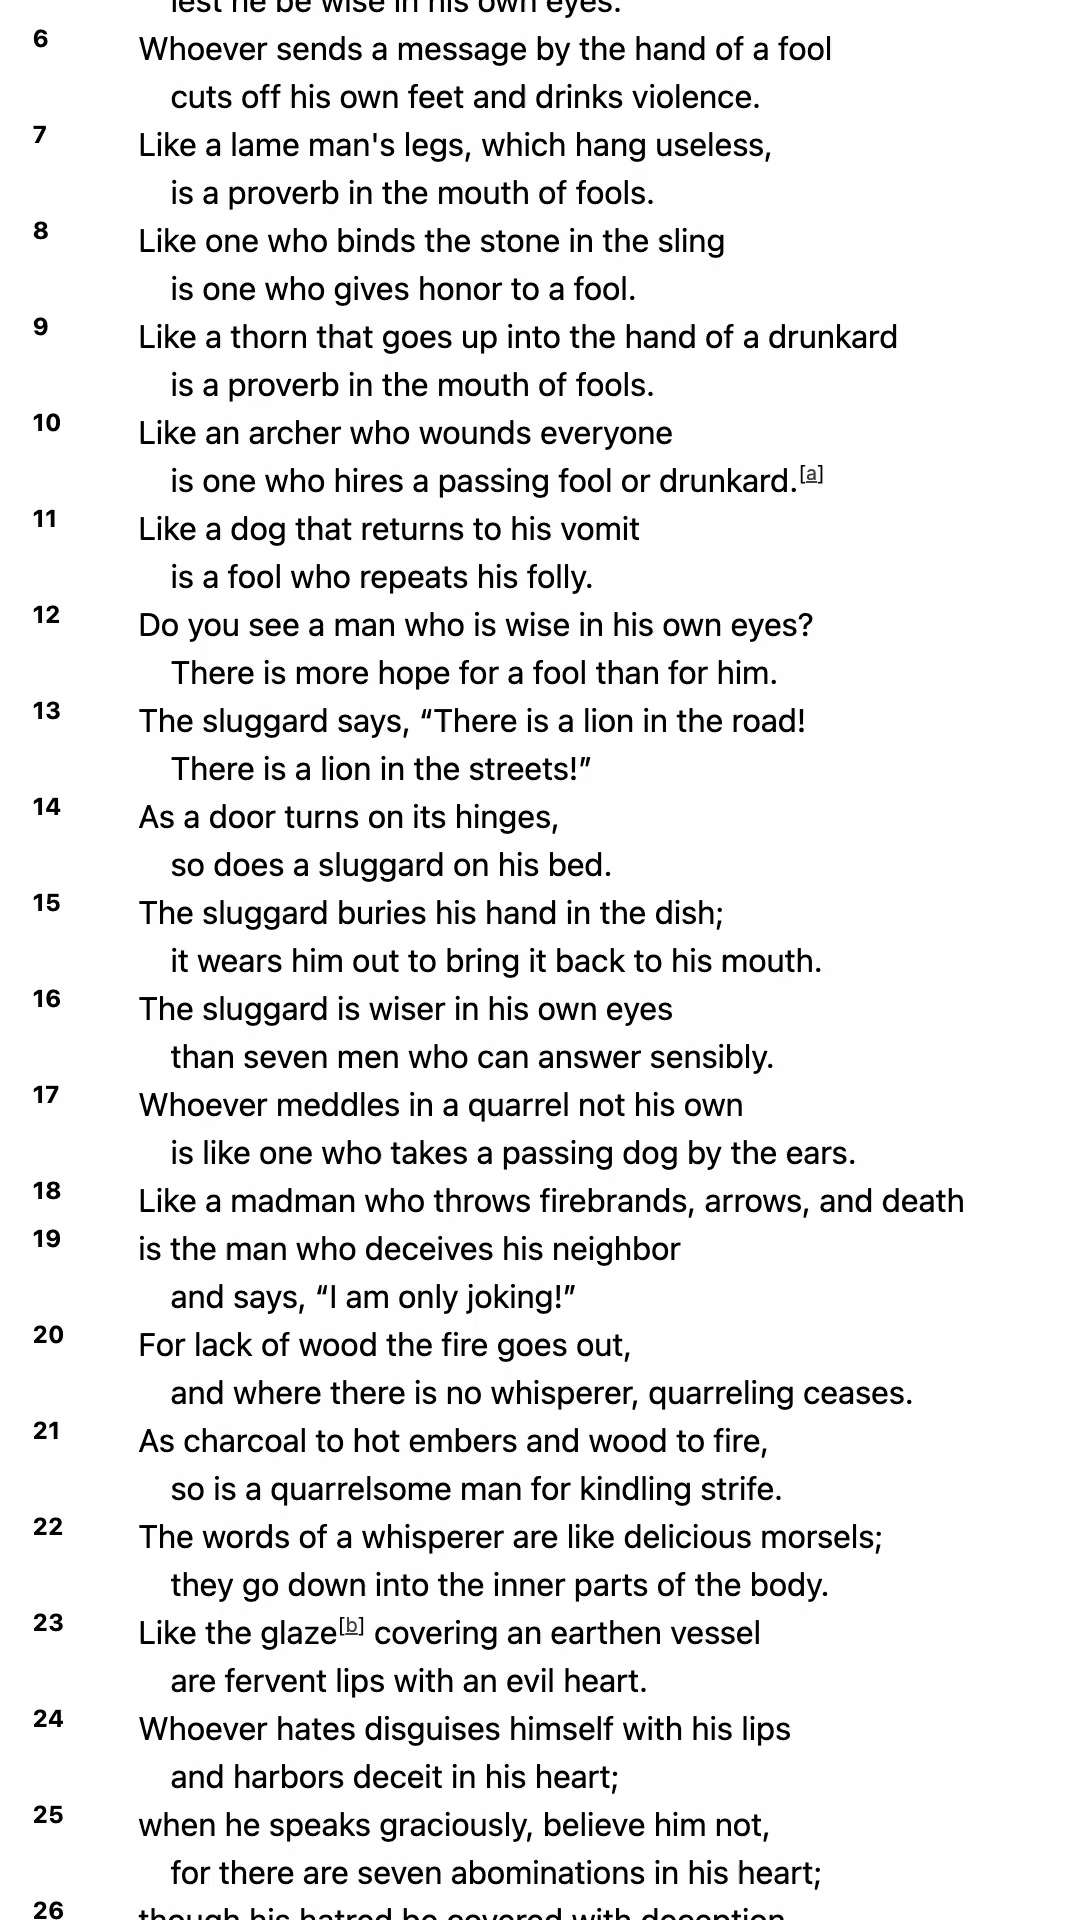 lest he be wise in his own eyes.
6 Whoever sends a message by the hand of a fool
cuts off his own feet and drinks violence.
7 Like a lame man's legs, which hang useless,
is a proverb in the mouth of fools.
8 Like one who binds the stone in the sling
is one who gives honor to a fool.
9 Like a thorn that goes up into the hand of a drunkard
is a proverb in the mouth of fools.
10 Like an archer who wounds everyone
is one who hires a passing fool or drunkard.[a]
11 Like a dog that returns to his vomit
is a fool who repeats his folly.
12 Do you see a man who is wise in his own eyes?
There is more hope for a fool than for him.
13 The sluggard says, “There is a lion in the road!
There is a lion in the streets!”
14 As a door turns on its hinges,
so does a sluggard on his bed.
15 The sluggard buries his hand in the dish;
it wears him out to bring it back to his mouth.
16 The sluggard is wiser in his own eyes
than seven men who can answer sensibly.
17 Whoever meddles in a quarrel not his own
is like one who takes a passing dog by the ears.
18 Like a madman who throws firebrands, arrows, and death
19 is the man who deceives his neighbor
and says, “I am only joking!”
20 For lack of wood the fire goes out,
and where there is no whisperer, quarreling ceases.
21 As charcoal to hot embers and wood to fire,
so is a quarrelsome man for kindling strife.
22 The words of a whisperer are like delicious morsels;
they go down into the inner parts of the body.
23 Like the glaze[b] covering an earthen vessel
are fervent lips with an evil heart.
24 Whoever hates disguises himself with his lips
and harbors deceit in his heart;
25 when he speaks graciously, believe him not,
for there are seven abominations in his heart;
26 though his hatred be covered with deception